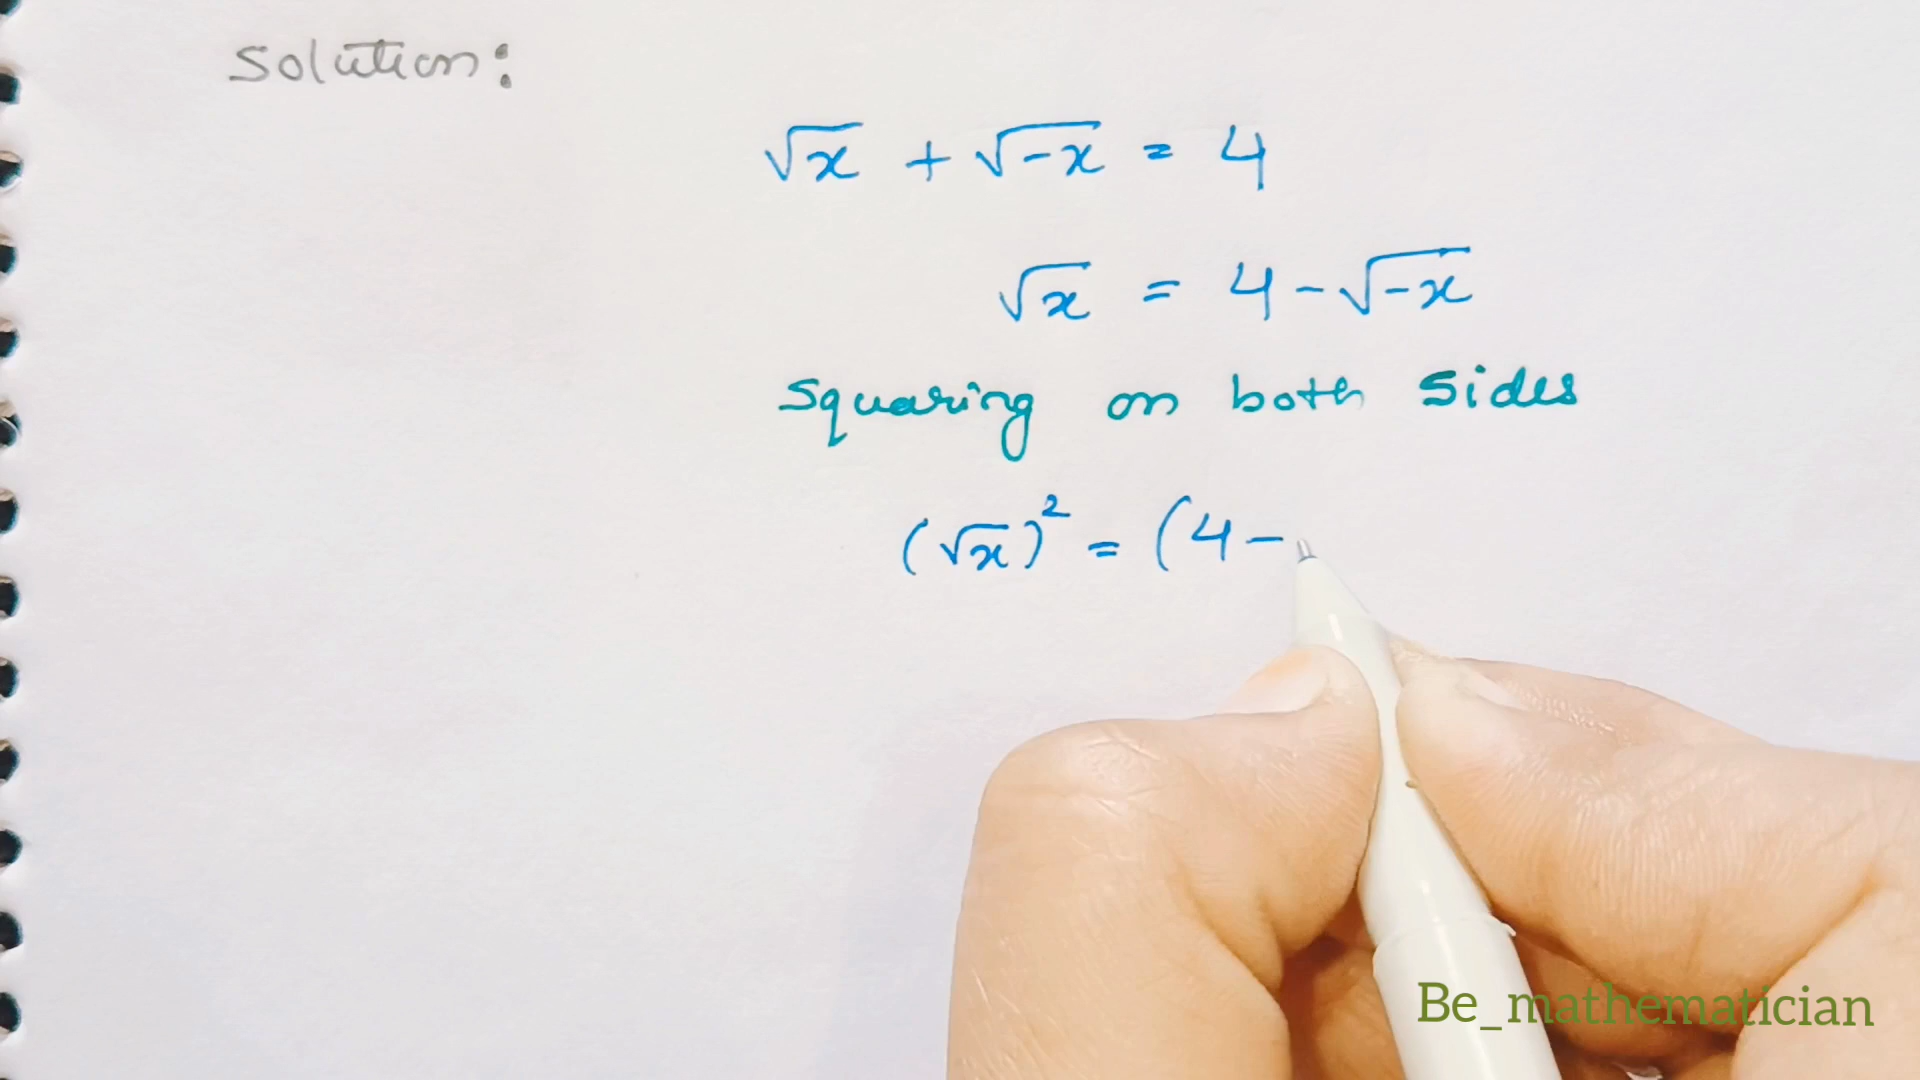 Solution:
√x + √-x = 4
√x = 4 - √-x
Squaring on both sides
(√x)² = (4 -
Be_mathematician